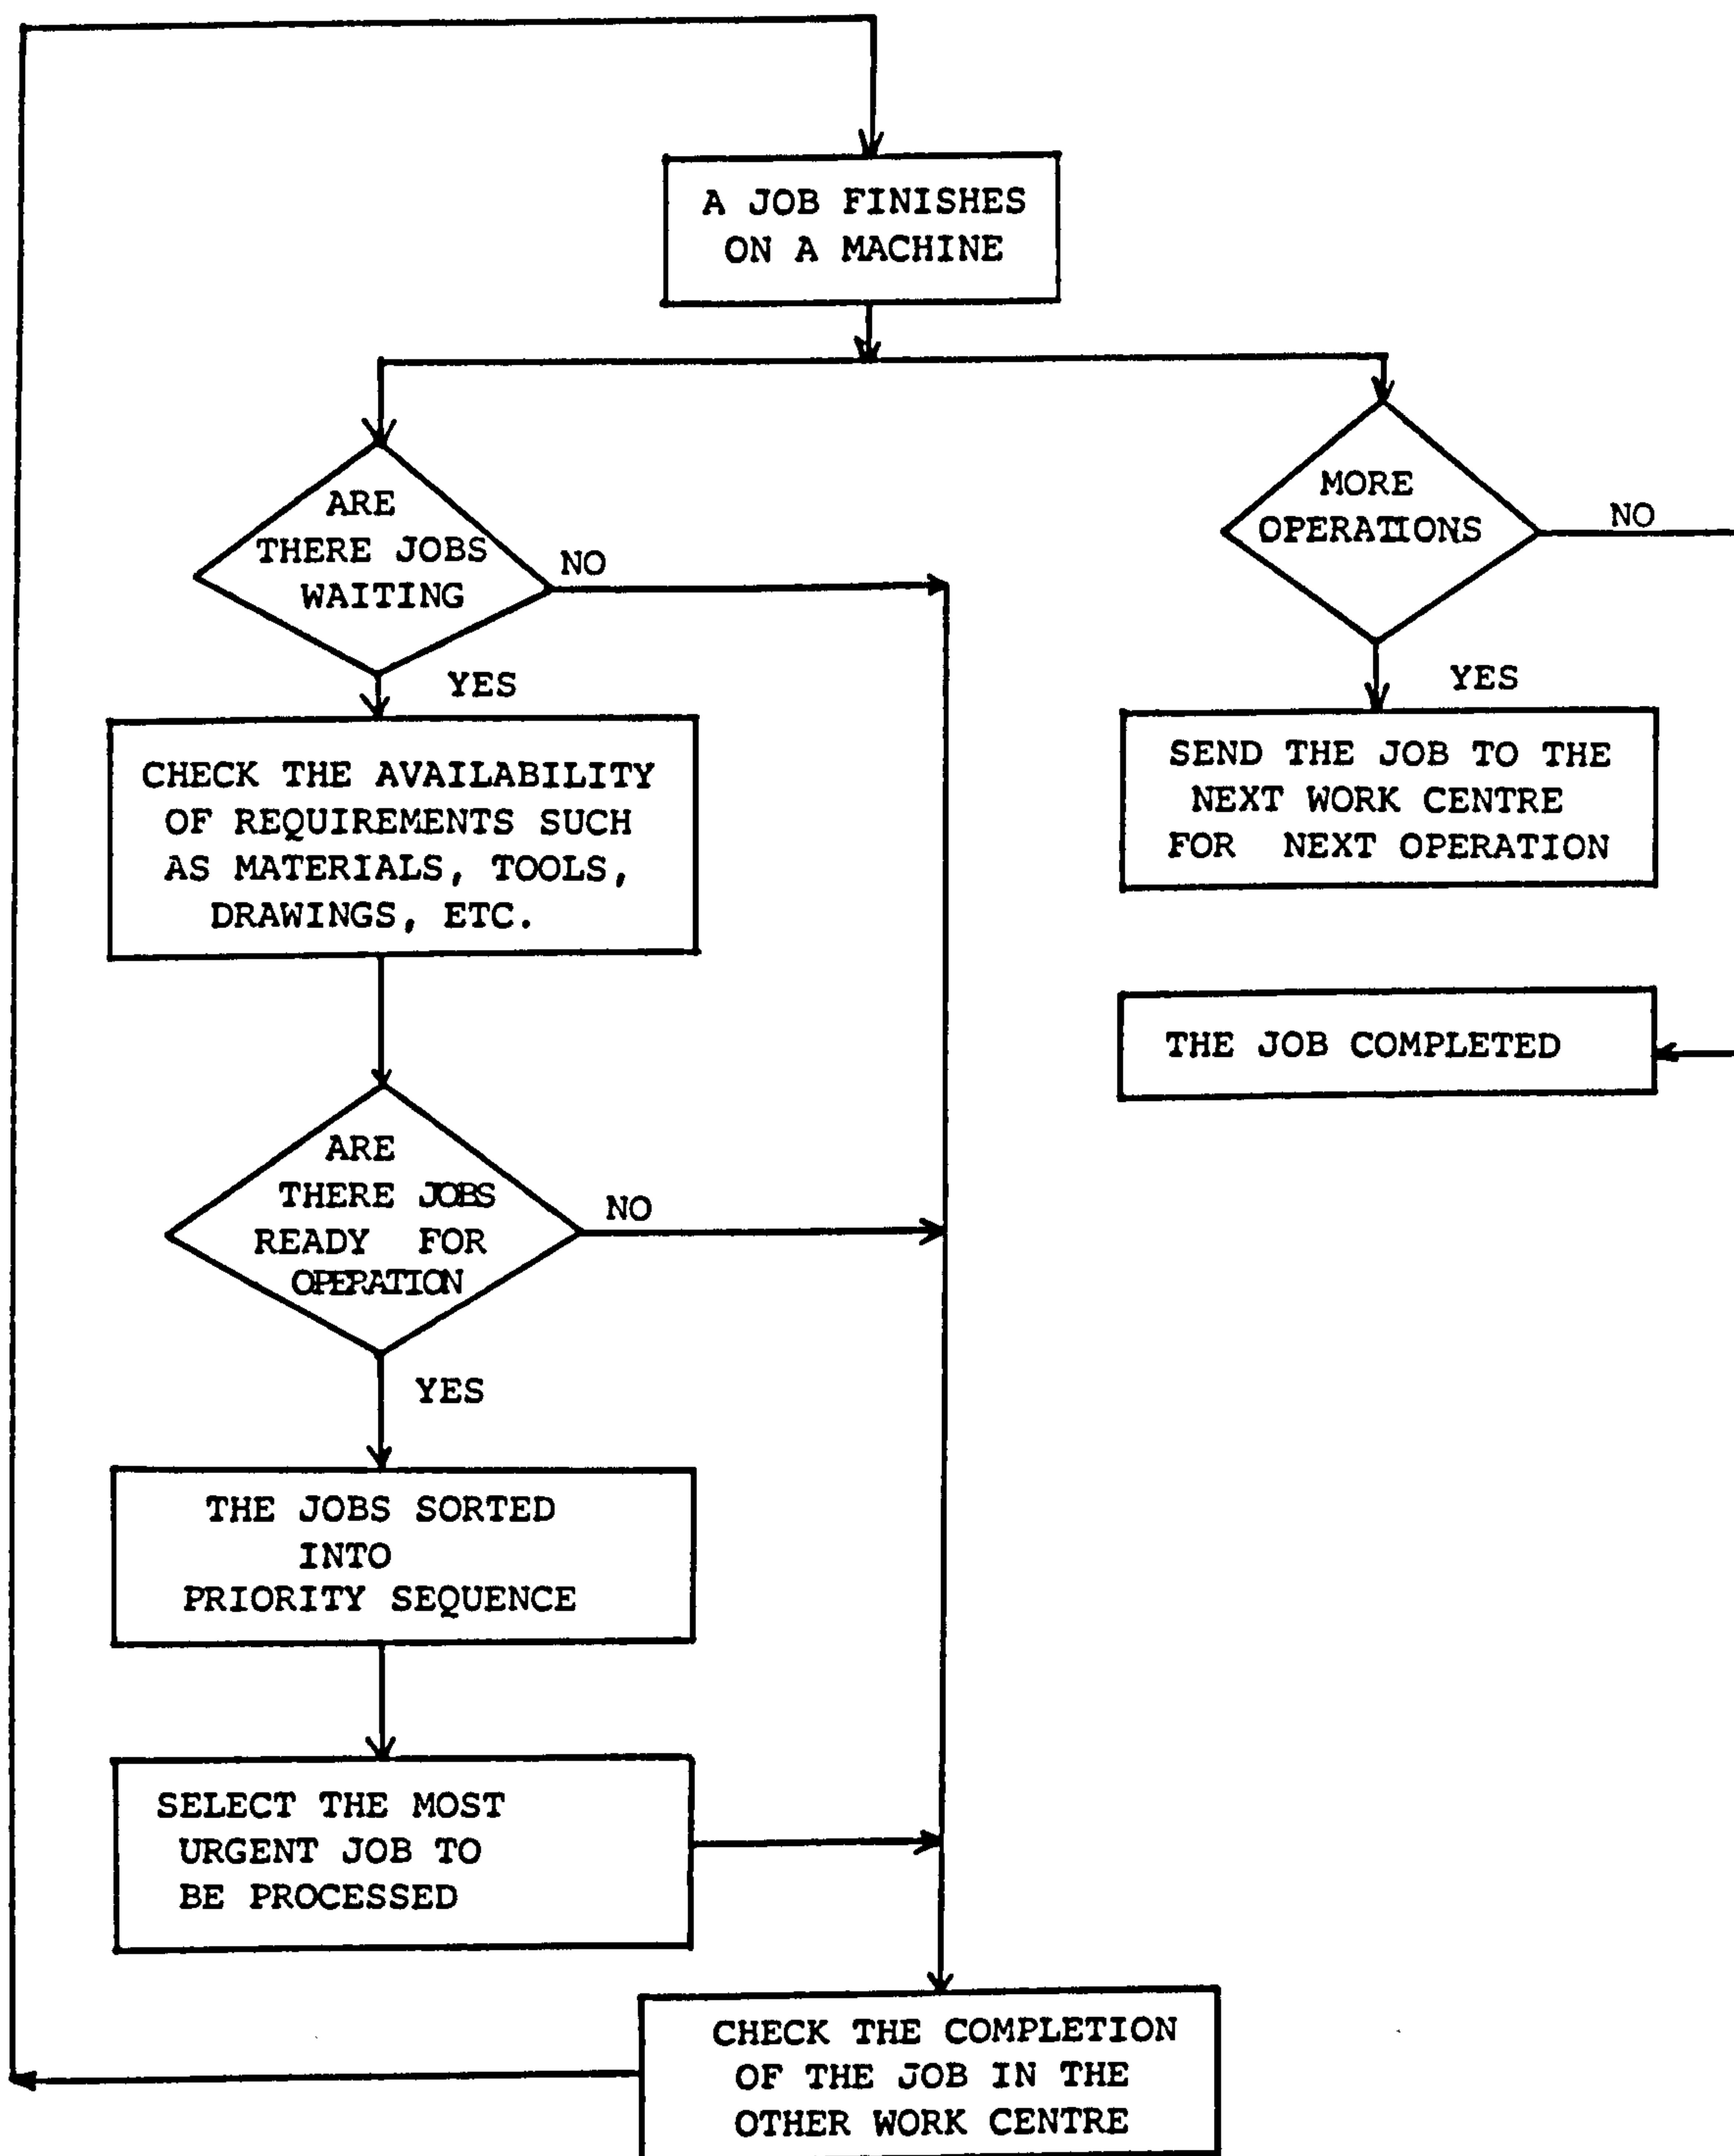 A JOB FINISHES
ON A MACHINE
ARE
THERE JOBS
WAITING
NO
YES
CHECK THE AVAILABILITY
OF REQUIREMENTS SUCH
AS MATERIALS, TOOLS,
DRAWINGS, ETC.
ARE
THERE JOBS
READY FOR
OPERATION
NO
YES
THE JOBS SORTED
INTO
PRIORITY SEQUENCE
SELECT THE MOST
URGENT JOB TO
BE PROCESSED
CHECK THE COMPLETION
OF THE JOB IN THE
OTHER WORK CENTRE
MORE
OPERATIONS
NO
YES
SEND THE JOB TO THE
NEXT WORK CENTRE
FOR NEXT OPERATION
THE JOB COMPLETED